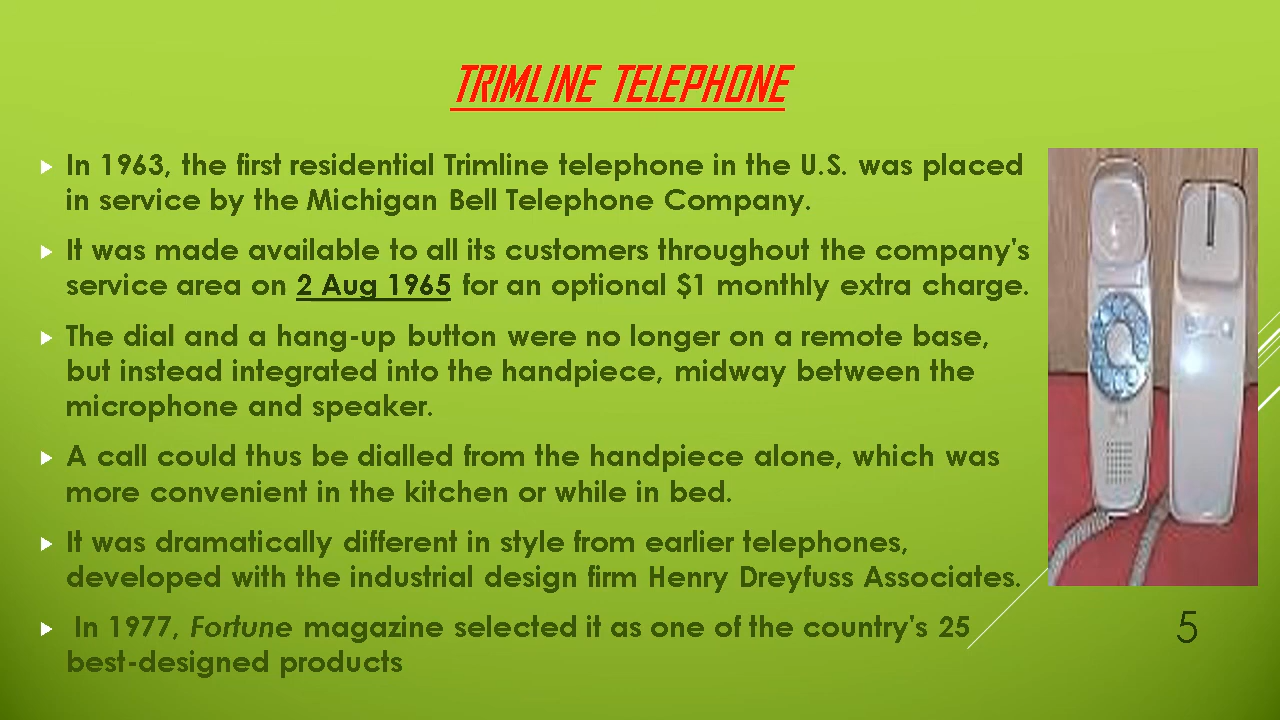 TRIMLINE TELEPHONE
In 1963, the first residential Trimline telephone in the U.S. was placed
in service by the Michigan Bell Telephone Company.
It was made available to all its customers throughout the company's
service area on 2 Aug 1965 for an optional $1 monthly extra charge.
The dial and a hang-up button were no longer on a remote base,
but instead integrated into the handpiece, midway between the
microphone and speaker.
A call could thus be dialled from the handpiece alone, which was
more convenient in the kitchen or while in bed.
It was dramatically different in style from earlier telephones,
developed with the industrial design firm Henry Dreyfuss Associates.
In 1977, Fortune magazine selected it as one of the country's 25
best-designed products
5